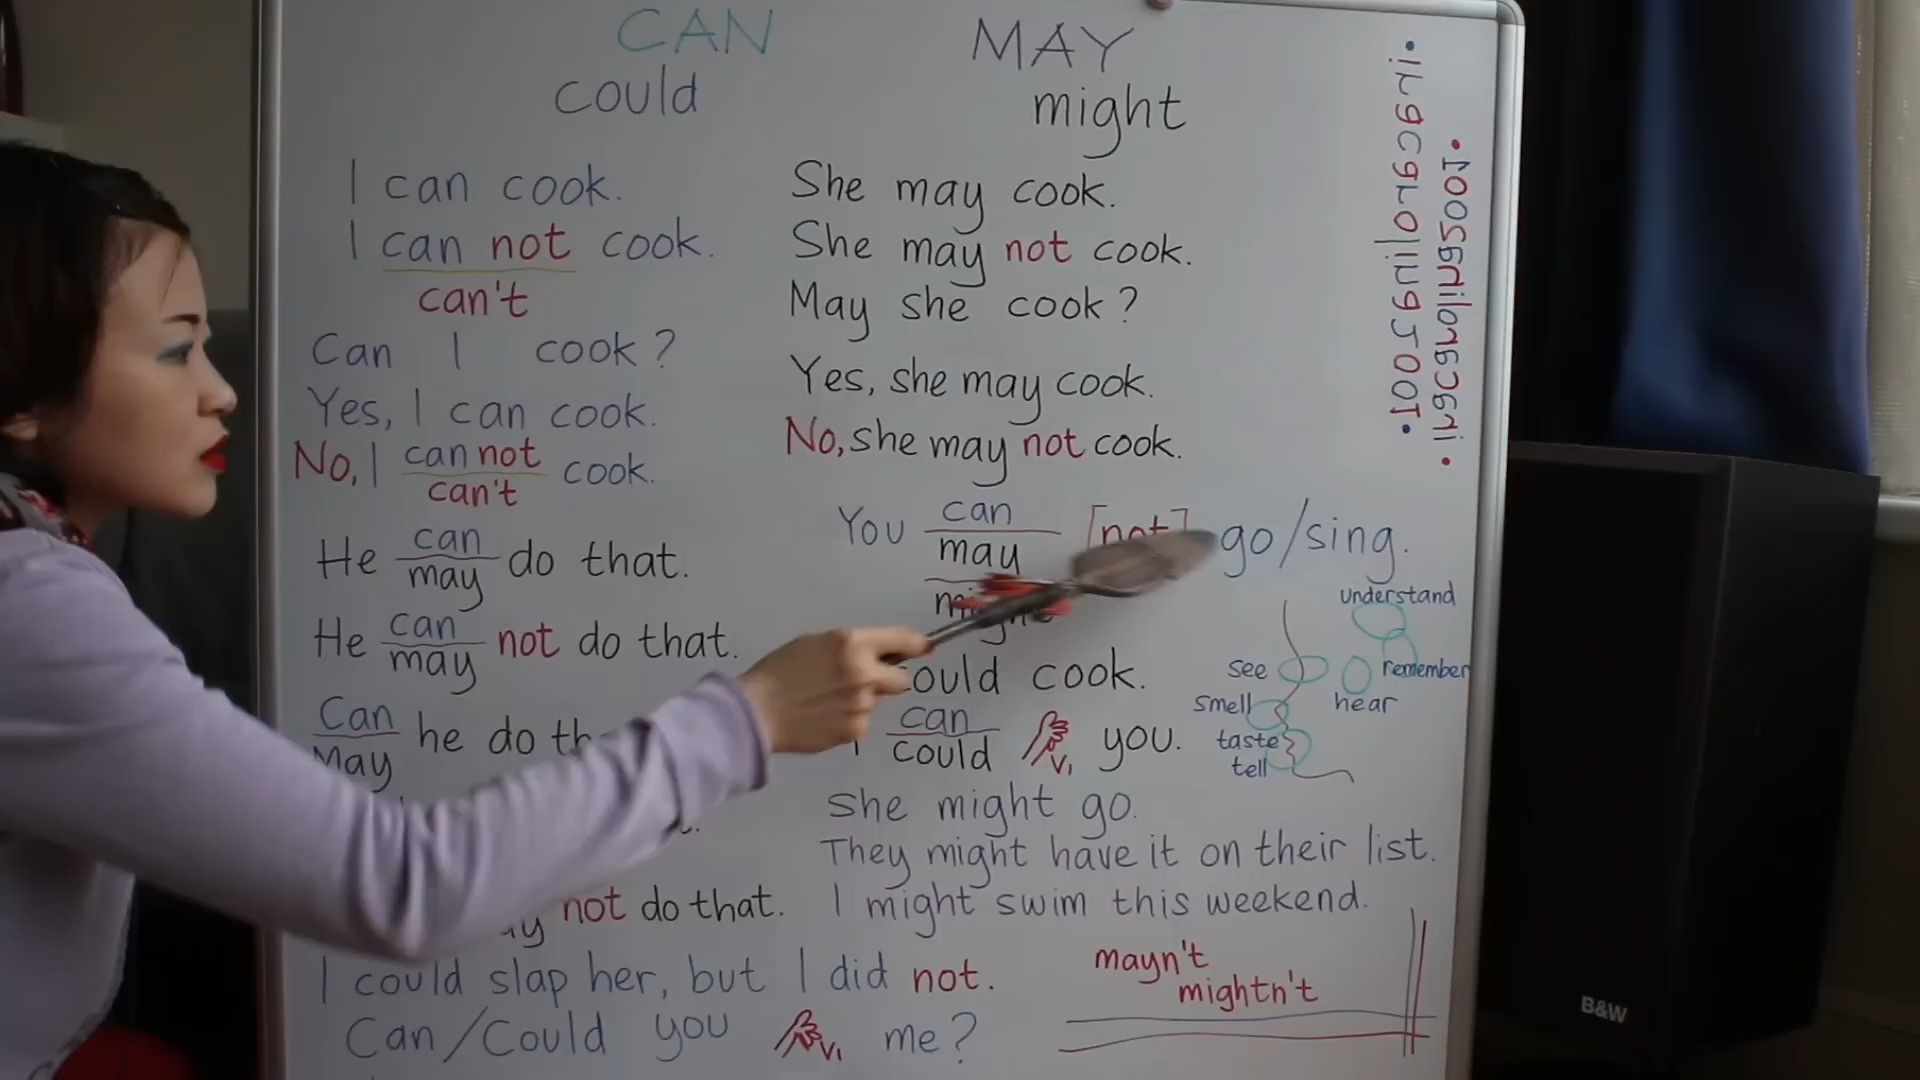 CAN
could
I can cook.
I can not cook.
can't
Can I cook?
Yes, I can cook.
No, I can not cook.
can't
He can do that.
may
He can not do that.
may
Can he do
May
not do that.
I could slap her, but I did not.
Can/Could you V₁ me?
MAY
might
She may cook.
She may not cook.
May she cook?
Yes, she may cook.
No, she may not cook.
You can [not] go/sing.
may
could cook.
can V₁ you.
could
She might go.
They might have it on their list.
I might swim this weekend.
mayn't
mightn't
understand
see
remember
smell
hear
taste
tell
B&W